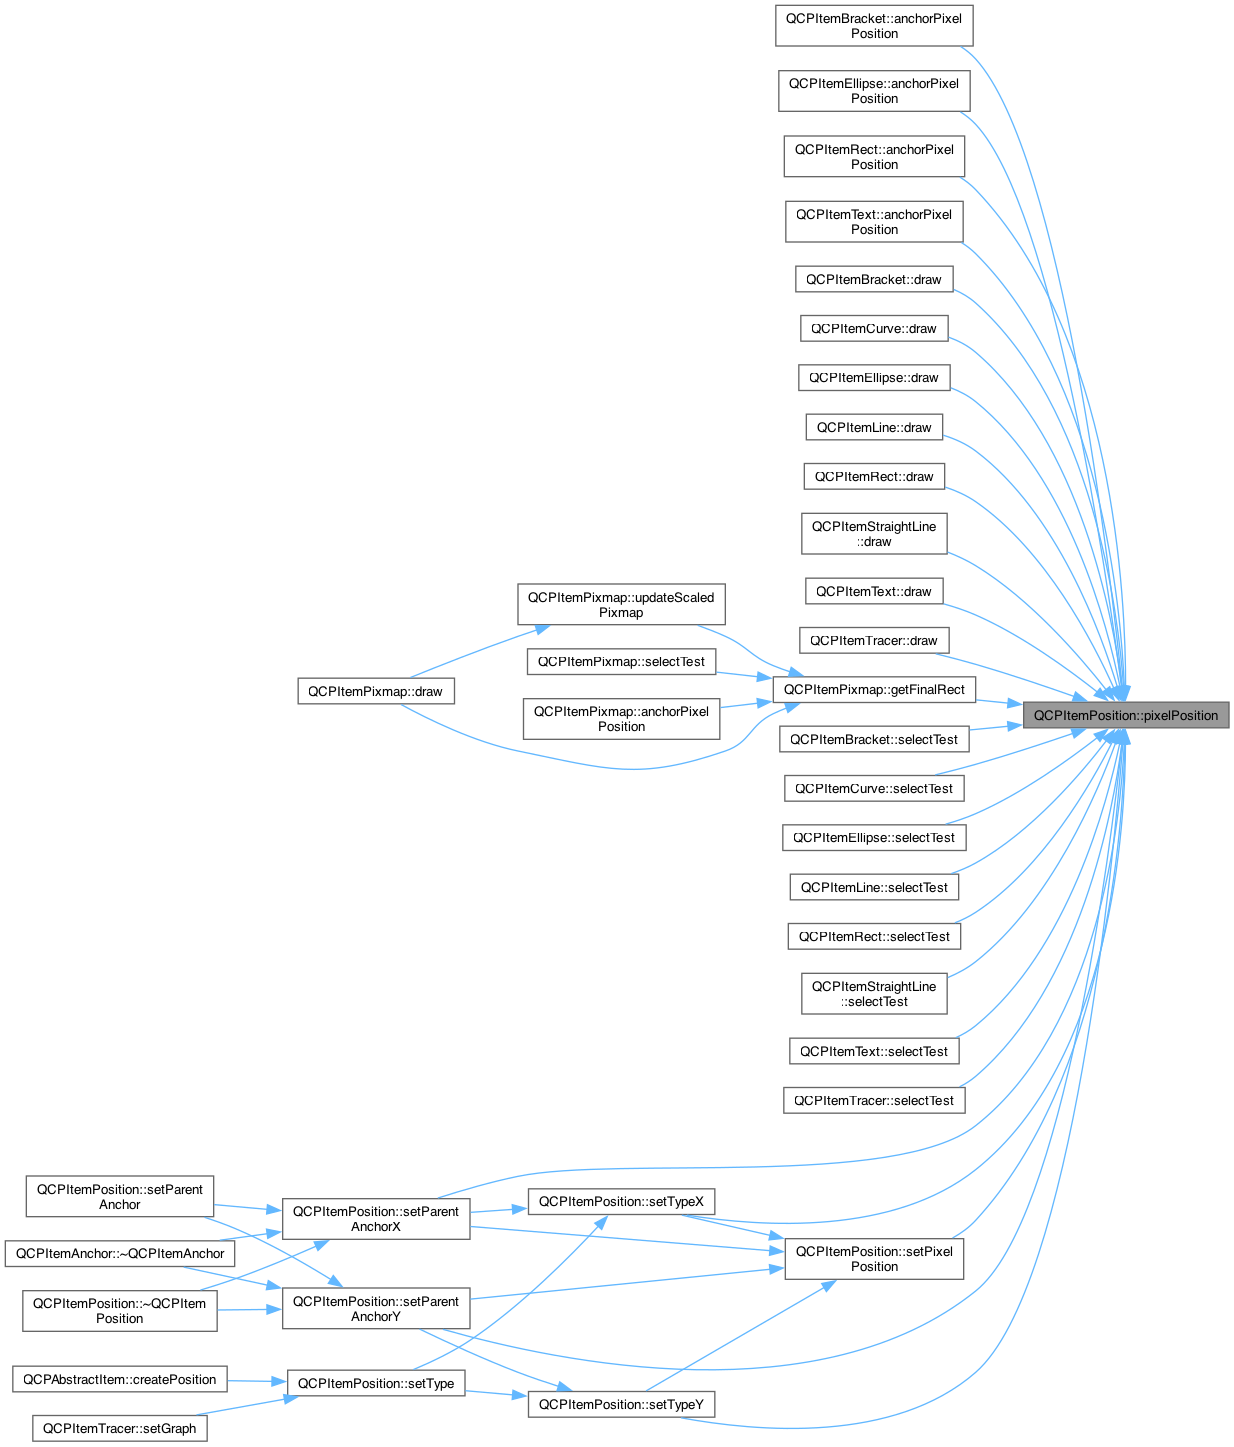 QCPItemBracket::anchorPixel
Position
QCPItemEllipse::anchorPixel
Position
QCPItemRect::anchorPixel
Position
QCPItemText::anchorPixel
Position
QCPItemBracket::draw
QCPItemCurve::draw
QCPItemEllipse::draw
QCPItemLine::draw
QCPItemRect::draw
QCPItemStraightLine
::draw
QCPItemText::draw
QCPItemTracer::draw
QCPItemPixmap::updateScaled
Pixmap
QCPItemPixmap::selectTest
QCPItemPixmap::draw
QCPItemPixmap::getFinalRect
QCPItemPixmap::anchorPixel
Position
QCPItemPosition::pixelPosition
QCPItemBracket::selectTest
QCPItemCurve::selectTest
QCPItemEllipse::selectTest
QCPItemLine::selectTest
QCPItemRect::selectTest
QCPItemStraightLine
::selectTest
QCPItemText::selectTest
QCPItemTracer::selectTest
QCPItemPosition::setParent
Anchor
QCPItemPosition::setParent
AnchorX
QCPItemPosition::setTypeX
QCPItemAnchor::~QCPItemAnchor
QCPItemPosition::setPixel
Position
QCPItemPosition::~QCPItem
Position
QCPItemPosition::setParent
AnchorY
QCPAbstractItem::createPosition
QCPItemPosition::setType
QCPItemPosition::setTypeY
QCPItemTracer::setGraph